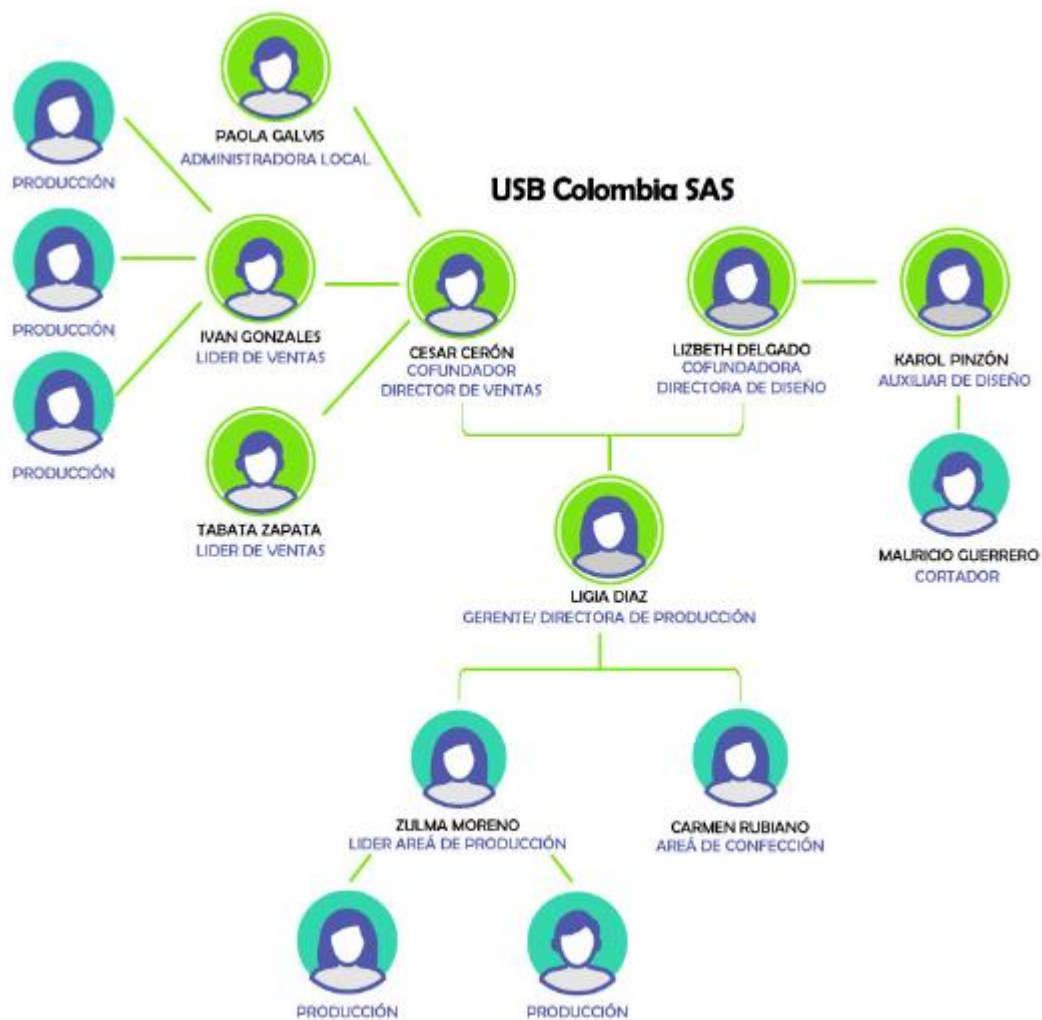 PAOLA GALVIS
ADMINISTRADORA LOCAL
PRODUCCIÓN
USB Colombia SAS
PRODUCCIÓN
IVAN GONZALES
LIDER DE VENTAS
CESAR CERÓN
COFUNDADOR
DIRECTOR DE VENTAS
LIZBETH DELGADO
COFUNDADORA
DIRECTORA DE DISEÑO
KAROL PINZÓN
AUXILIAR DE DISEÑO
PRODUCCIÓN
TABATA ZAPATA
LIDER DE VENTAS
MAURICIO GUERRERO
CORTADOR
LIGIA DIAZ
GERENTE/ DIRECTORA DE PRODUCCIÓN
ZULMA MORENO
LIDER AREÁ DE PRODUCCIÓN
CARMEN RUBIANO
AREÁ DE CONFECCIÓN
PRODUCCIÓN
PRODUCCIÓN